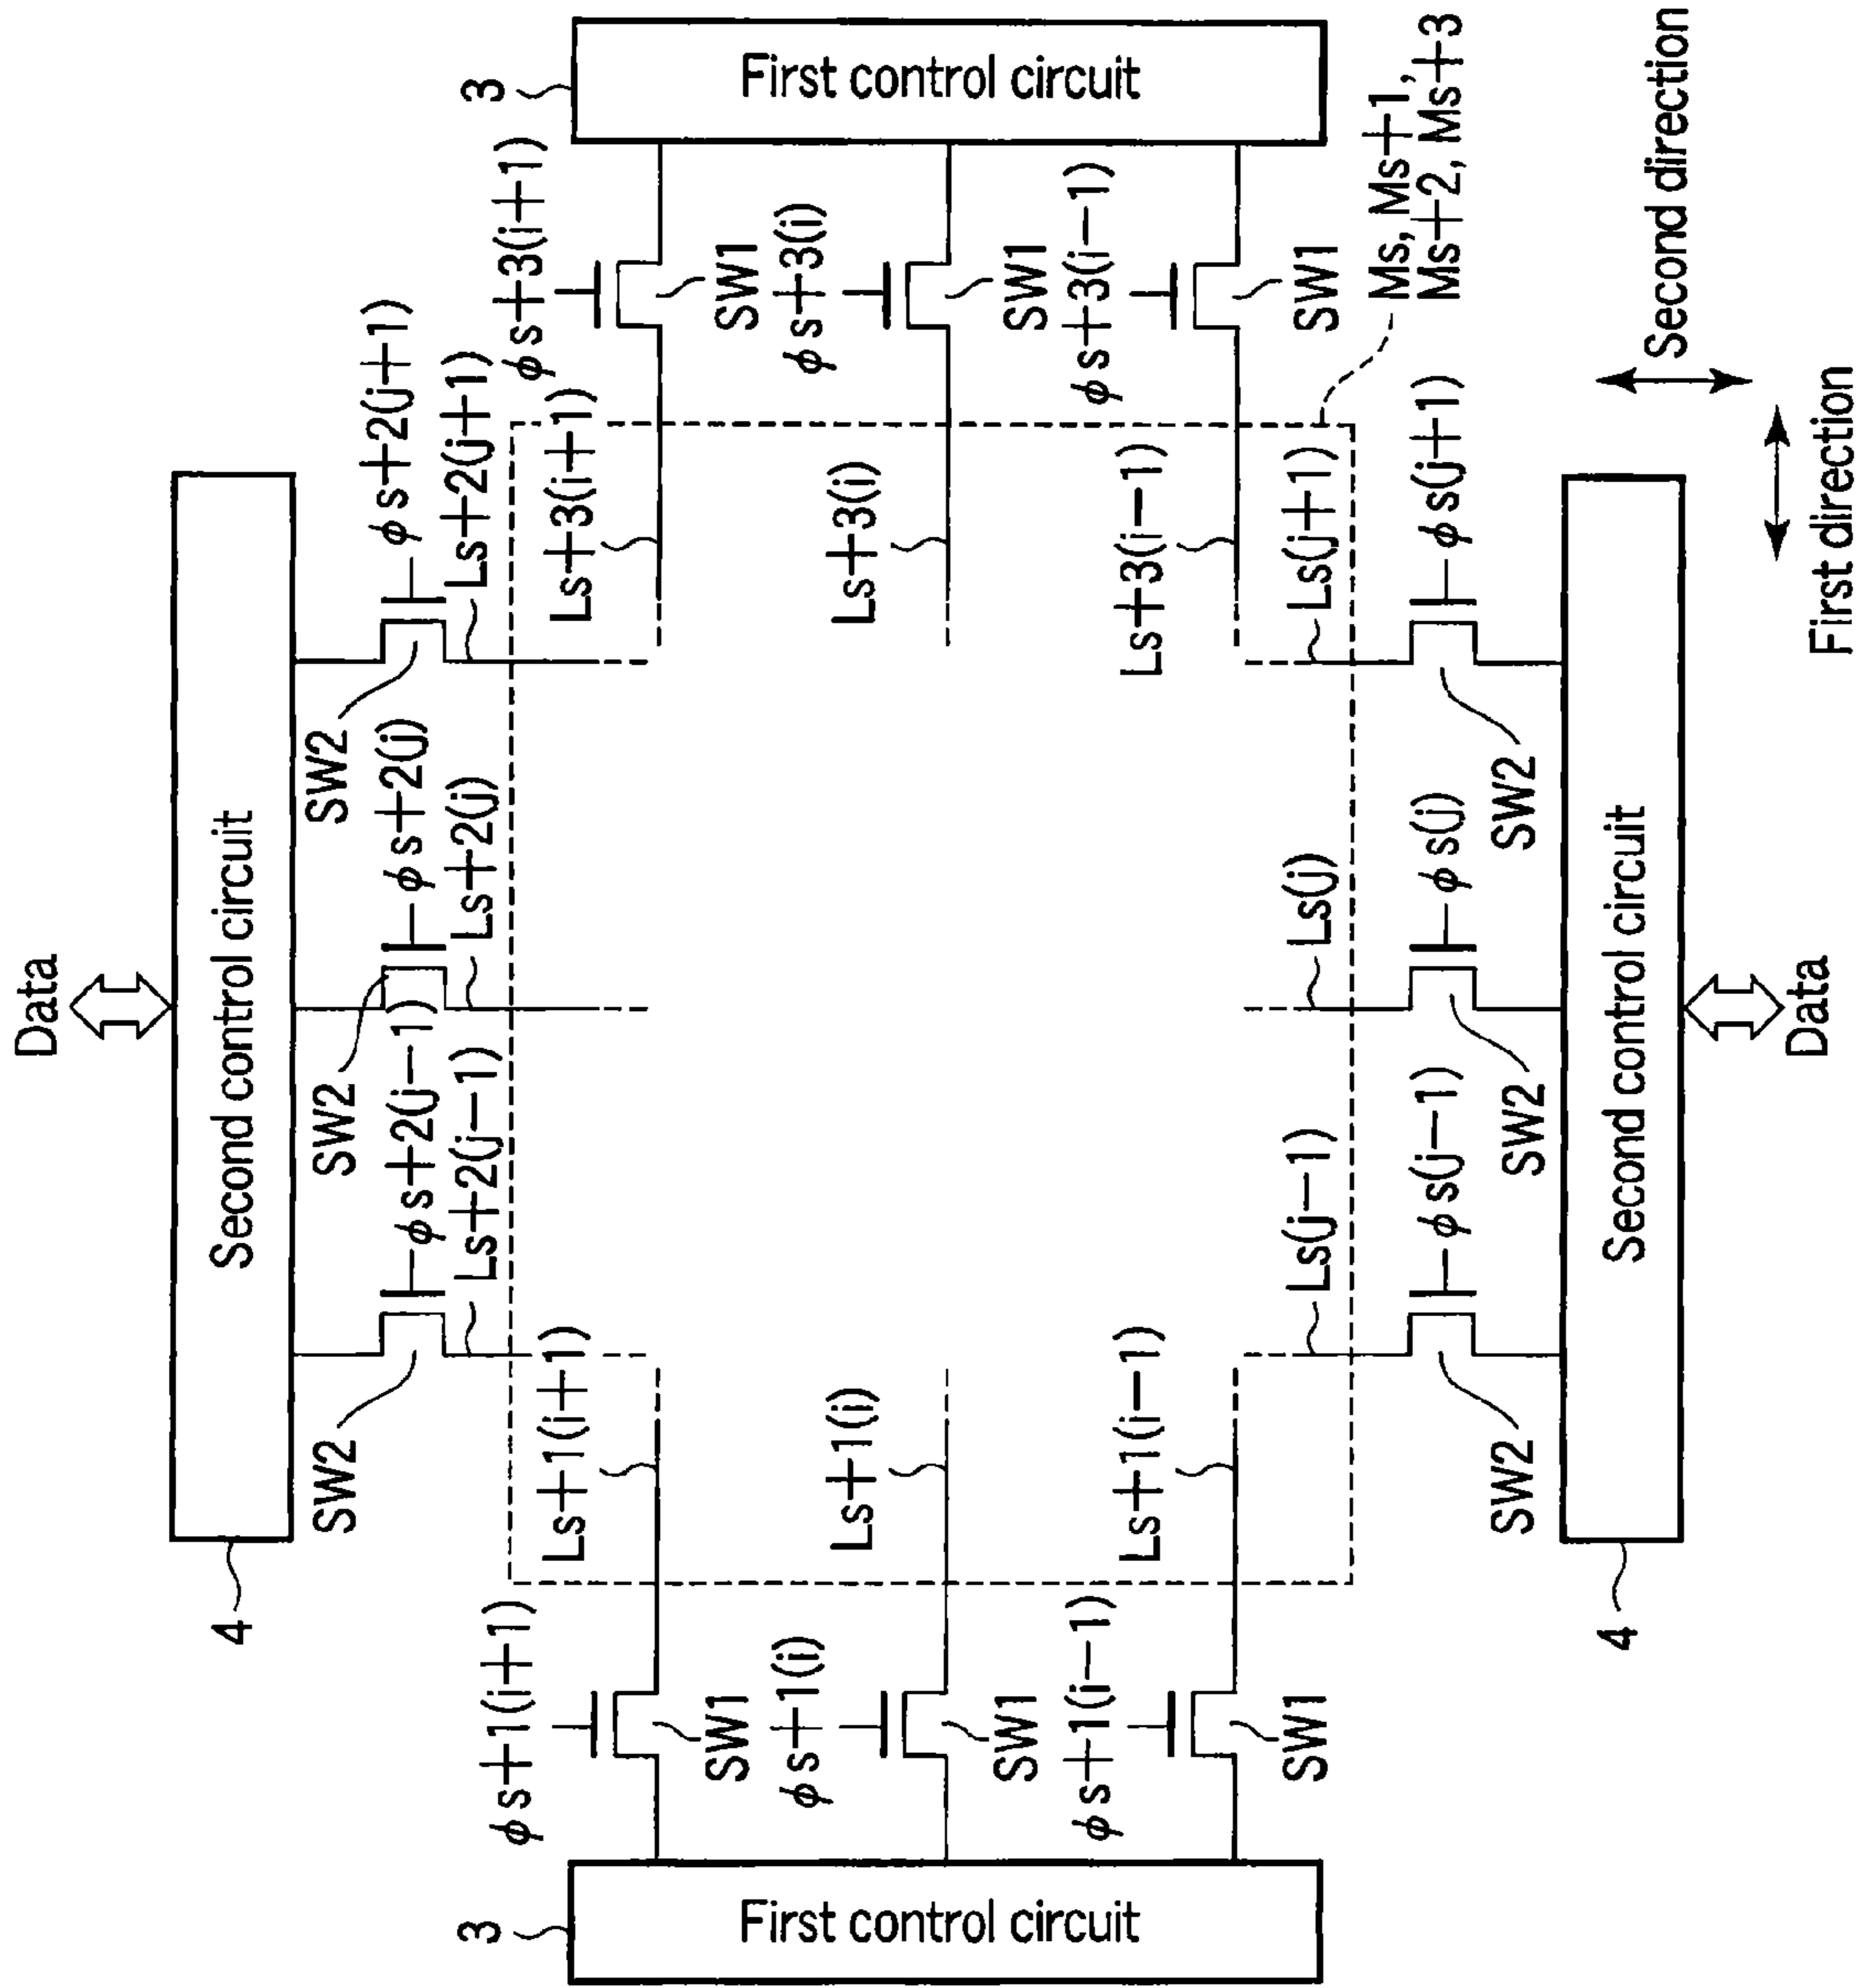 Data
Second control circuit
4
SW2
SW2
SW2
φs+2(j−1)
φs+2(j)
φs+2(j+1)
Ls+2(j−1)
Ls+2(j)
Ls+2(j+1)
3
First control circuit
φs+1(i+1)
SW1
φs+1(i)
SW1
φs+1(i−1)
SW1
Ls+1(i+1)
Ls+1(i)
Ls+1(i−1)
Ls+3(i+1)
Ls+3(i)
Ls+3(i−1)
φs+3(i+1)
SW1
φs+3(i)
SW1
φs+3(i−1)
SW1
3
First control circuit
Ms, Ms+1,
Ms+2, Ms+3
Ls(j−1)
Ls(j)
Ls(j+1)
φs(j−1)
φs(j)
φs(j+1)
SW2
SW2
SW2
4
Second control circuit
Data
Second direction
First direction